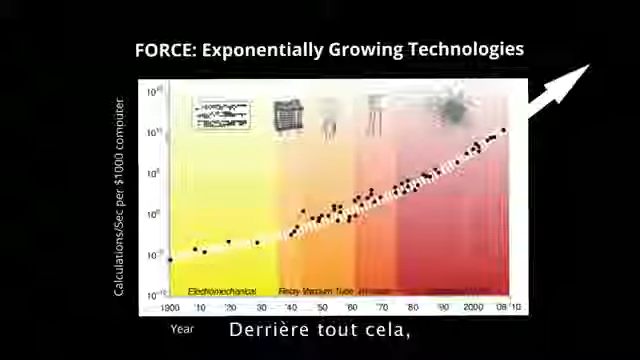 FORCE: Exponentially Growing Technologies
Calculations/Sec per $1000 computer
Electromechanical Relay Vacuum Tube
1900 '10 '20 '30 '40 '50 '60 '70 '80 '90 2000 '10
Year
Derrière tout cela,